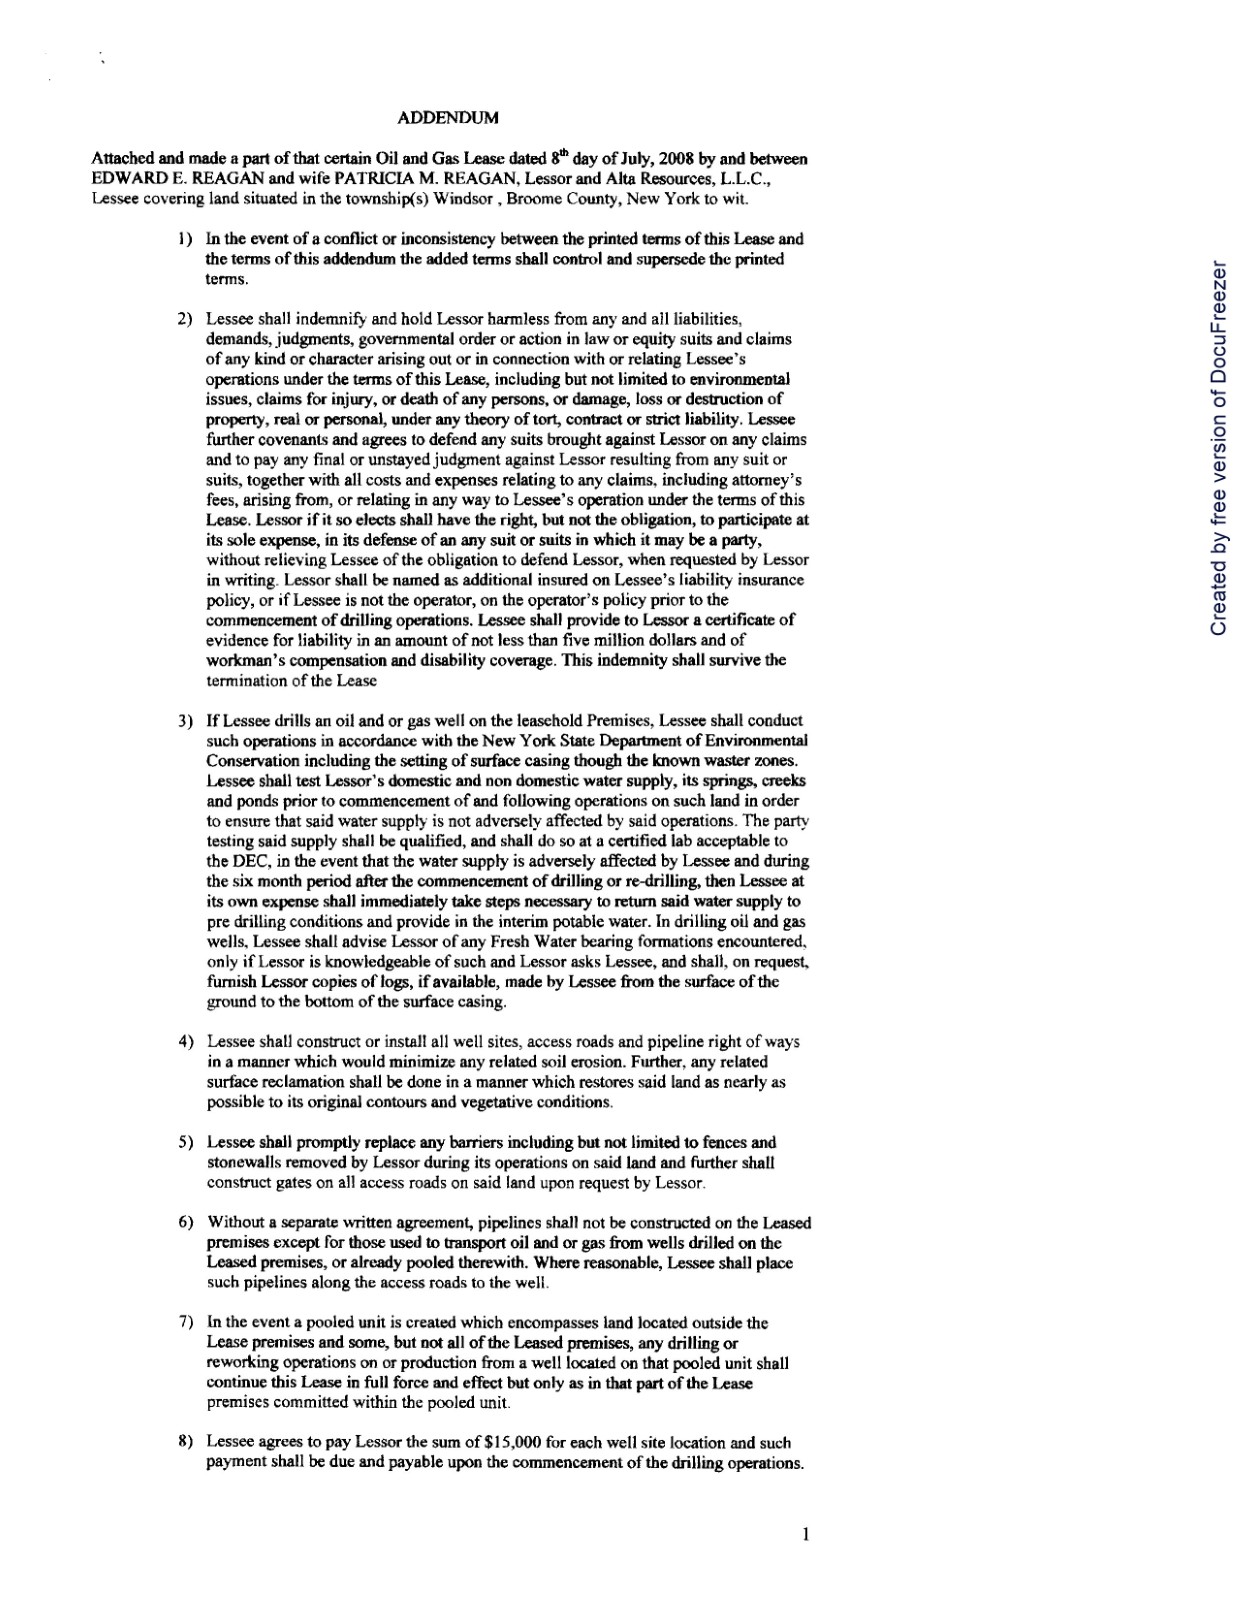 ADDENDUM
Attached and made a part of that certain Oil and Gas Lease dated 8th day of July, 2008 by and between
EDWARD E. REAGAN and wife PATRICIA M. REAGAN, Lessor and Alta Resources, L.L.C.,
Lessee covering land situated in the township(s) Windsor , Broome County, New York to wit.
1) In the event of a conflict or inconsistency between the printed terms of this Lease and
the terms of this addendum the added terms shall control and supersede the printed
terms.
2) Lessee shall indemnify and hold Lessor harmless from any and all liabilities,
demands, judgments, governmental order or action in law or equity suits and claims
of any kind or character arising out or in connection with or relating Lessee's
operations under the terms of this Lease, including but not limited to environmental
issues, claims for injury, or death of any persons, or damage, loss or destruction of
property, real or personal, under any theory of tort, contract or strict liability. Lessee
further covenants and agrees to defend any suits brought against Lessor on any claims
and to pay any final or unstayed judgment against Lessor resulting from any suit or
suits, together with all costs and expenses relating to any claims, including attorney's
fees, arising from, or relating in any way to Lessee's operation under the terms of this
Lease. Lessor if it so elects shall have the right, but not the obligation, to participate at
its sole expense, in its defense of an any suit or suits in which it may be a party,
without relieving Lessee of the obligation to defend Lessor, when requested by Lessor
in writing. Lessor shall be named as additional insured on Lessee's liability insurance
policy, or if Lessee is not the operator, on the operator's policy prior to the
commencement of drilling operations. Lessee shall provide to Lessor a certificate of
evidence for liability in an amount of not less than five million dollars and of
workman's compensation and disability coverage. This indemnity shall survive the
termination of the Lease
3) If Lessee drills an oil and or gas well on the leasehold Premises, Lessee shall conduct
such operations in accordance with the New York State Department of Environmental
Conservation including the setting of surface casing though the known waster zones.
Lessee shall test Lessor's domestic and non domestic water supply, its springs, creeks
and ponds prior to commencement of and following operations on such land in order
to ensure that said water supply is not adversely affected by said operations. The party
testing said supply shall be qualified, and shall do so at a certified lab acceptable to
the DEC, in the event that the water supply is adversely affected by Lessee and during
the six month period after the commencement of drilling or re-drilling, then Lessee at
its own expense shall immediately take steps necessary to return said water supply to
pre drilling conditions and provide in the interim potable water. In drilling oil and gas
wells, Lessee shall advise Lessor of any Fresh Water bearing formations encountered,
only if Lessor is knowledgeable of such and Lessor asks Lessee, and shall, on request,
furnish Lessor copies of logs, if available, made by Lessee from the surface of the
ground to the bottom of the surface casing.
4) Lessee shall construct or install all well sites, access roads and pipeline right of ways
in a manner which would minimize any related soil erosion. Further, any related
surface reclamation shall be done in a manner which restores said land as nearly as
possible to its original contours and vegetative conditions.
5) Lessee shall promptly replace any barriers including but not limited to fences and
stonewalls removed by Lessor during its operations on said land and further shall
construct gates on all access roads on said land upon request by Lessor.
6) Without a separate written agreement, pipelines shall not be constructed on the Leased
premises except for those used to transport oil and or gas from wells drilled on the
Leased premises, or already pooled therewith. Where reasonable, Lessee shall place
such pipelines along the access roads to the well.
7) In the event a pooled unit is created which encompasses land located outside the
Lease premises and some, but not all of the Leased premises, any drilling or
reworking operations on or production from a well located on that pooled unit shall
continue this Lease in full force and effect but only as in that part of the Lease
premises committed within the pooled unit.
8) Lessee agrees to pay Lessor the sum of $15,000 for each well site location and such
payment shall be due and payable upon the commencement of the drilling operations.
1
Created by free version of DocuFreezer